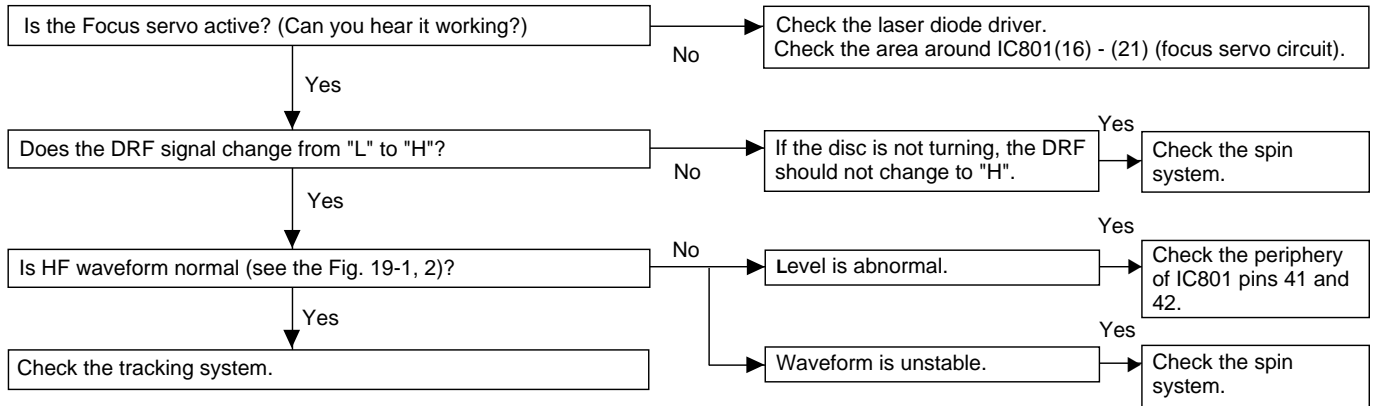 Is the Focus servo active? (Can you hear it working?)
No
Check the laser diode driver.
Check the area around IC801(16) - (21) (focus servo circuit).
Yes
Does the DRF signal change from "L" to "H"?
No
If the disc is not turning, the DRF
should not change to "H".
Yes
Check the spin
system.
Yes
Is HF waveform normal (see the Fig. 19-1, 2)?
No
Level is abnormal.
Yes
Check the periphery
of IC801 pins 41 and
42.
Yes
Check the tracking system.
Waveform is unstable.
Yes
Check the spin
system.